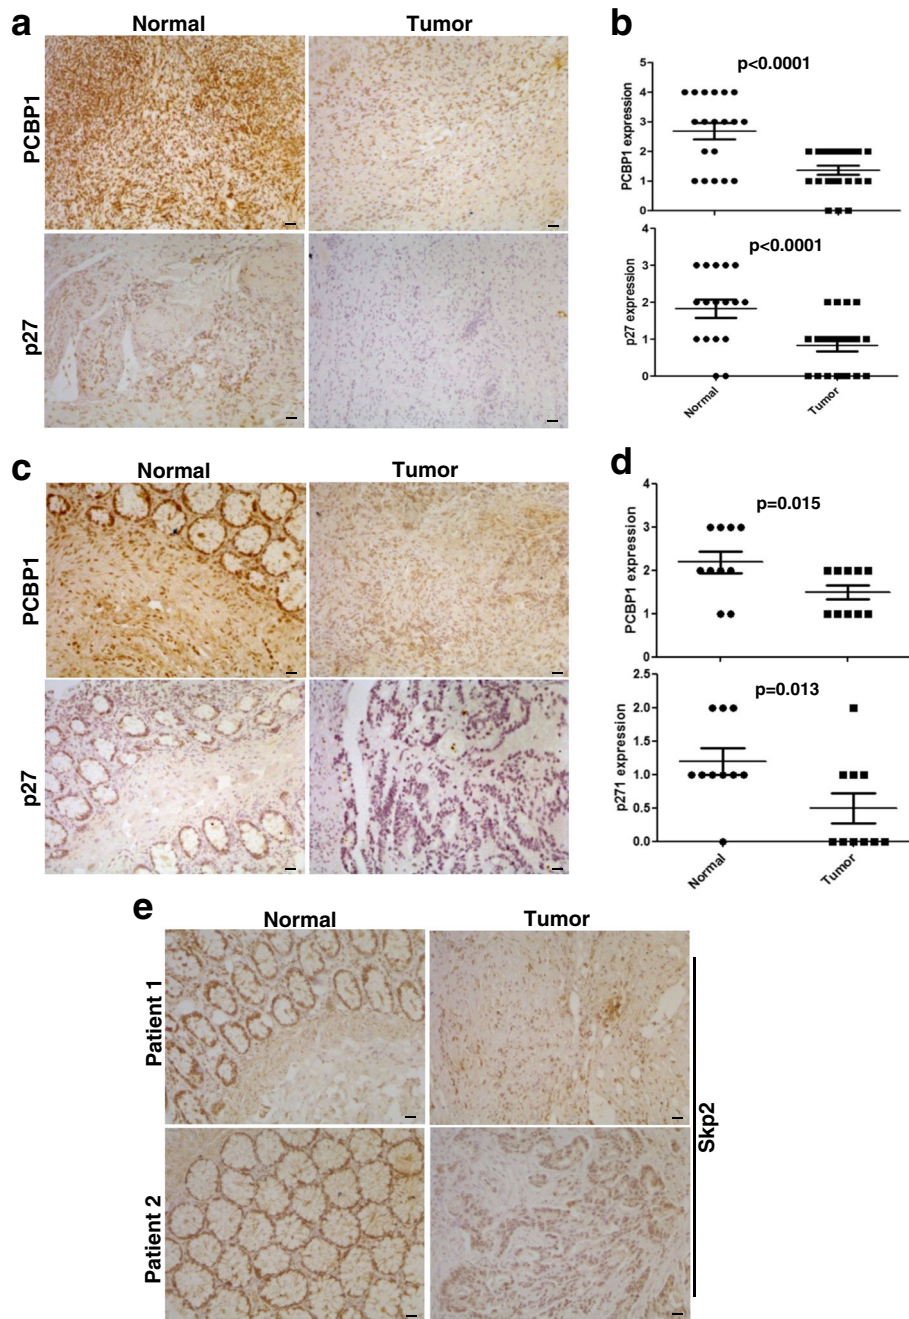 a
Normal
Tumor
PCBP1
p27
b
p<0.0001
PCBP1 expression
5
4
3
2
1
0
p<0.0001
p27 expression
4
3
2
1
0
Normal
Tumor
c
Normal
Tumor
PCBP1
p27
d
p=0.015
PCBP1 expression
4
3
2
1
0
p=0.013
p271 expression
2.5
2.0
1.5
1.0
0.5
0.0
Normal
Tumor
e
Normal
Tumor
Patient 1
Patient 2
Skp2